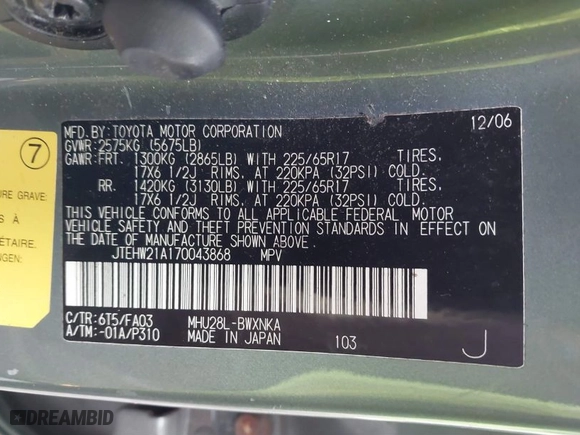 12/06
MFD.BY:TOYOTA MOTOR CORPORATION
GVWR:2575KG (5675LB)
GAWR:FRT. 1300KG (2865LB) WITH 225/65R17 TIRES.
17X6 1/2J RIMS, AT 220KPA (32PSI) COLD.
RR. 1420KG (3130LB) WITH 225/65R17 TIRES.
17X6 1/2J RIMS, AT 220KPA (32PSI) COLD.
THIS VEHICLE CONFORMS TO ALL APPLICABLE FEDERAL MOTOR
VEHICLE SAFETY AND THEFT PREVENTION STANDARDS IN EFFECT ON
THE DATE OF MANUFACTURE SHOWN ABOVE.
JTEHW21A170043868 MPV
C/TR:6T5/FA03 MHU28L-BWXNKA
A/TM:-01A/P310 MADE IN JAPAN 103 J
7
URE GRAVE:
S À
ÉTAIRE.
NGEN:
DREAMBID